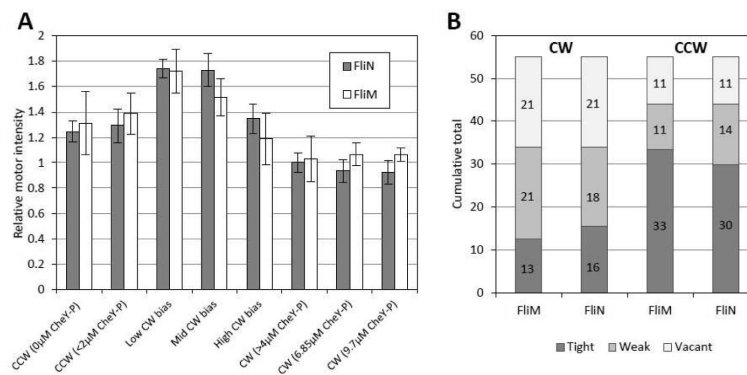 A
Relative motor intensity
2
1.8
1.6
1.4
1.2
1
0.8
0.6
0.4
0.2
0
FliN
FliM
CCW (0µM CheY-P)
CCW (<2µM CheY-P)
Low CW bias
Mid CW bias
High CW bias
CW (>4µM CheY-P)
CW (6.85µM CheY-P)
CW (9.7µM CheY-P)
B
Cumulative total
60
50
40
30
20
10
0
CW CCW
21 21 11 11
21 18 11 14
13 16 33 30
FliM FliN FliM FliN
Tight Weak Vacant